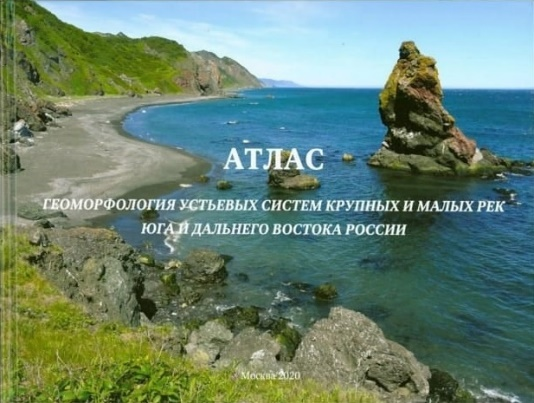 АТЛАС
ГЕОМОРФОЛОГИЯ УСТЬЕВЫХ СИСТЕМ КРУПНЫХ И МАЛЫХ РЕК
ЮГА И ДАЛЬНЕГО ВОСТОКА РОССИИ
Москва 2020